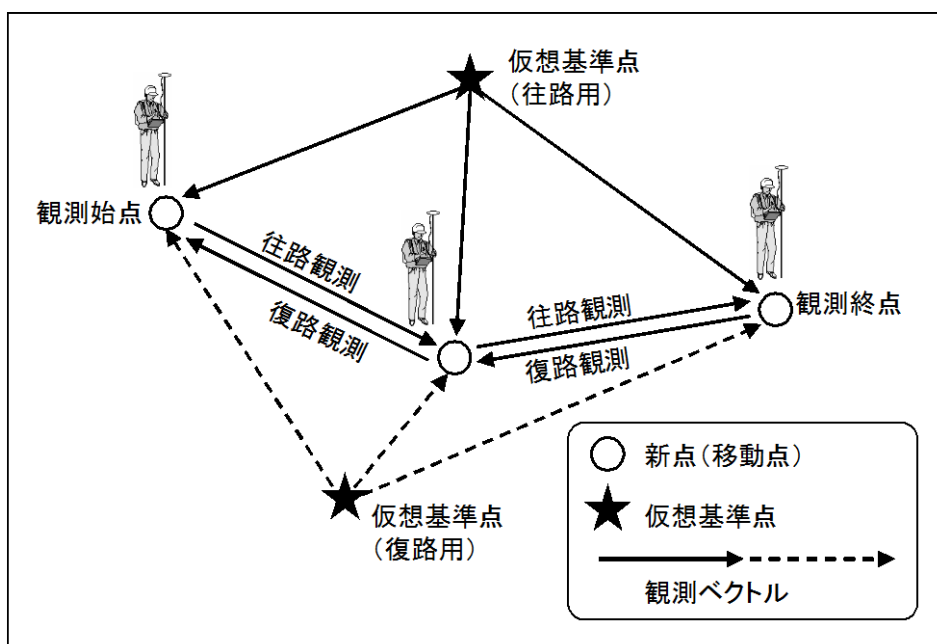 仮想基準点
(往路用)
観測始点
往路観測
復路観測
往路観測
復路観測
観測終点
仮想基準点
(復路用)
新点(移動点)
仮想基準点
観測ベクトル